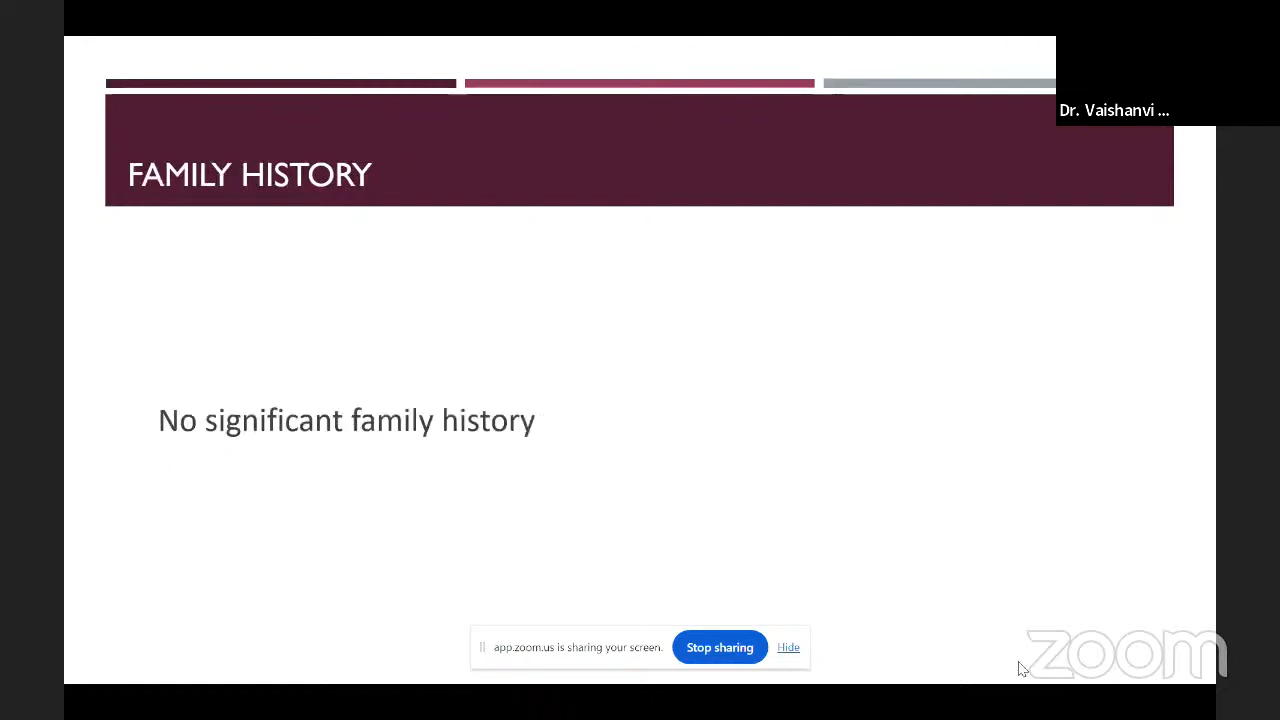 Dr. Vaishanvi ...
FAMILY HISTORY
No significant family history
app.zoom.us is sharing your screen. Stop sharing Hide
zoom